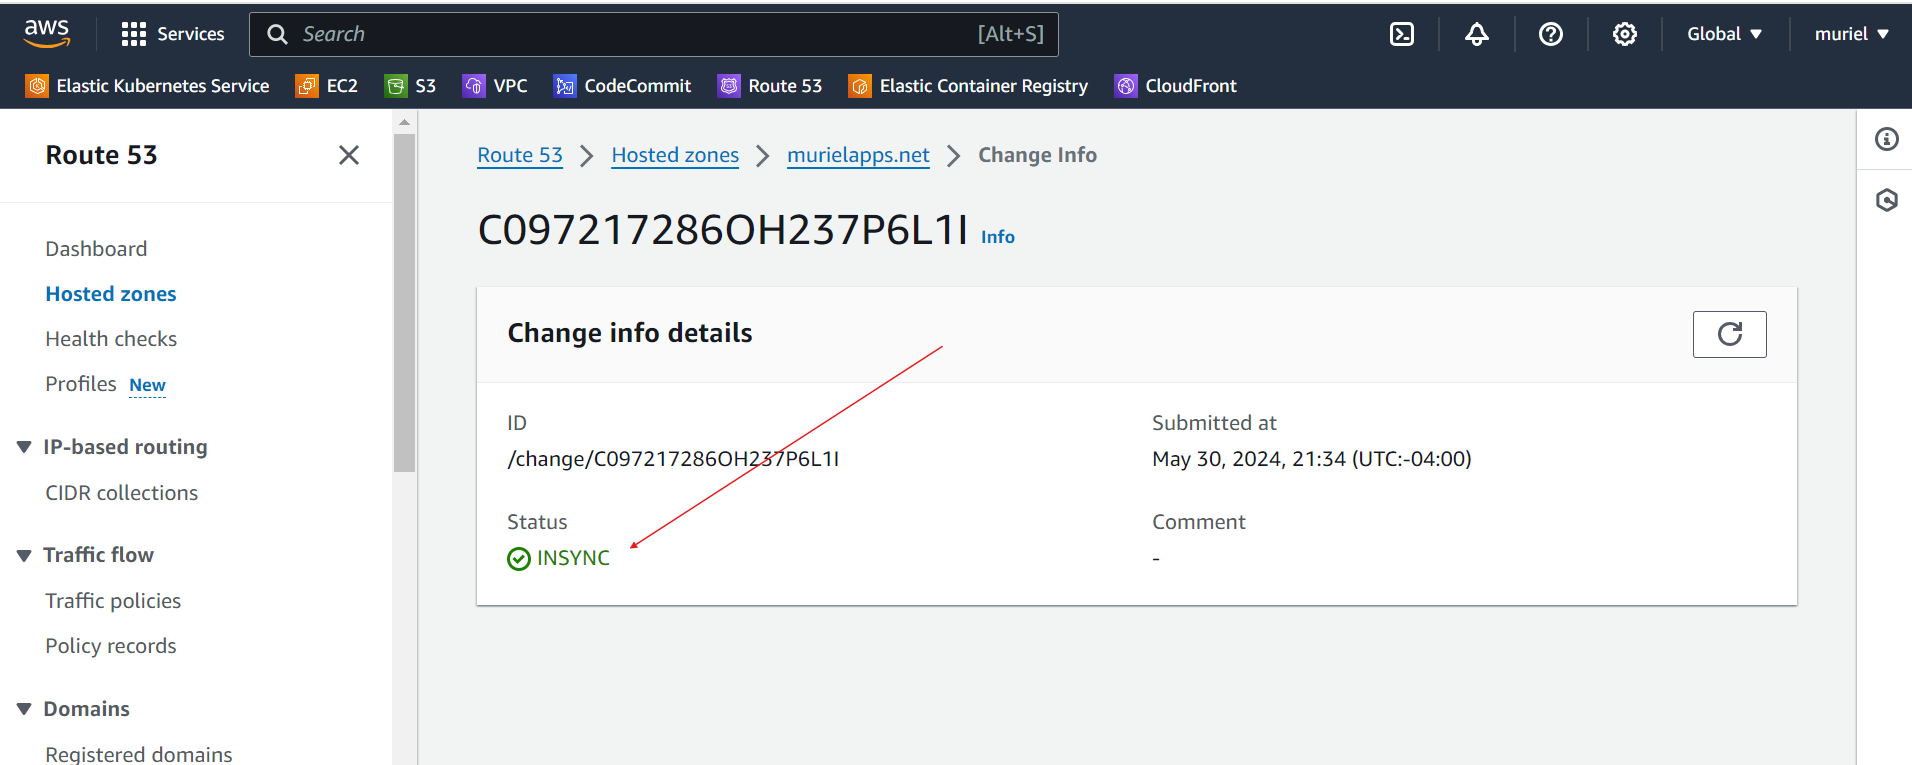 aws
Services
Search
[Alt+S]
Global
muriel
Elastic Kubernetes Service
EC2
S3
VPC
CodeCommit
Route 53
Elastic Container Registry
CloudFront
Route 53
Dashboard
Hosted zones
Health checks
Profiles New
IP-based routing
CIDR collections
Traffic flow
Traffic policies
Policy records
Domains
Registered domains
Route 53 > Hosted zones > murielapps.net > Change Info
C097217286OH237P6L1I Info
Change info details
ID
/change/C097217286OH237P6L1I
Submitted at
May 30, 2024, 21:34 (UTC:-04:00)
Status
INSYNC
Comment
-